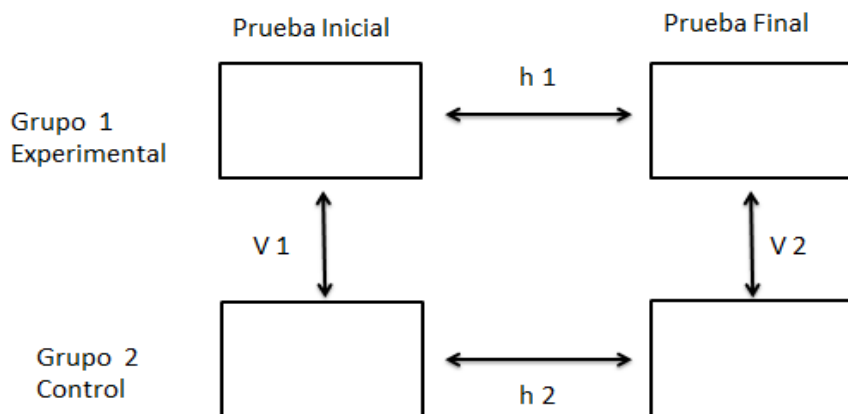 Prueba Inicial
Prueba Final
h 1
Grupo 1
Experimental
V 1
V 2
Grupo 2
Control
h 2